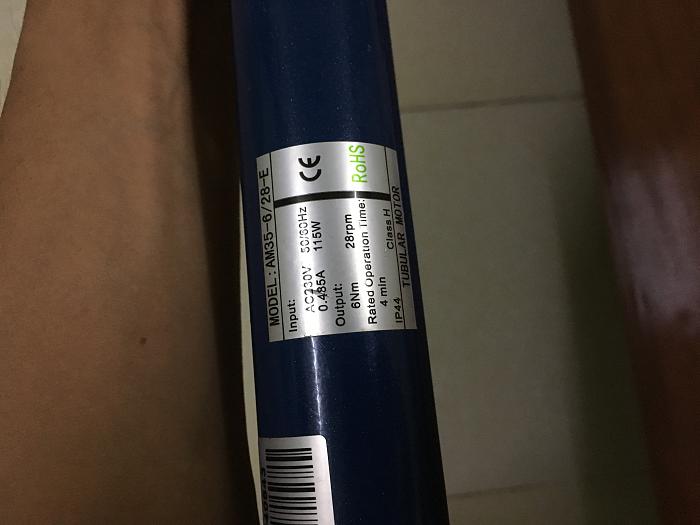 MODEL: AM35-6/28-E
Input:
AC230V 50/60Hz
0.485A 115W
Output:
6Nm 28rpm
Rated Operation Time:
4 min Class H
IP44 TUBULAR MOTOR
CE
RoHS